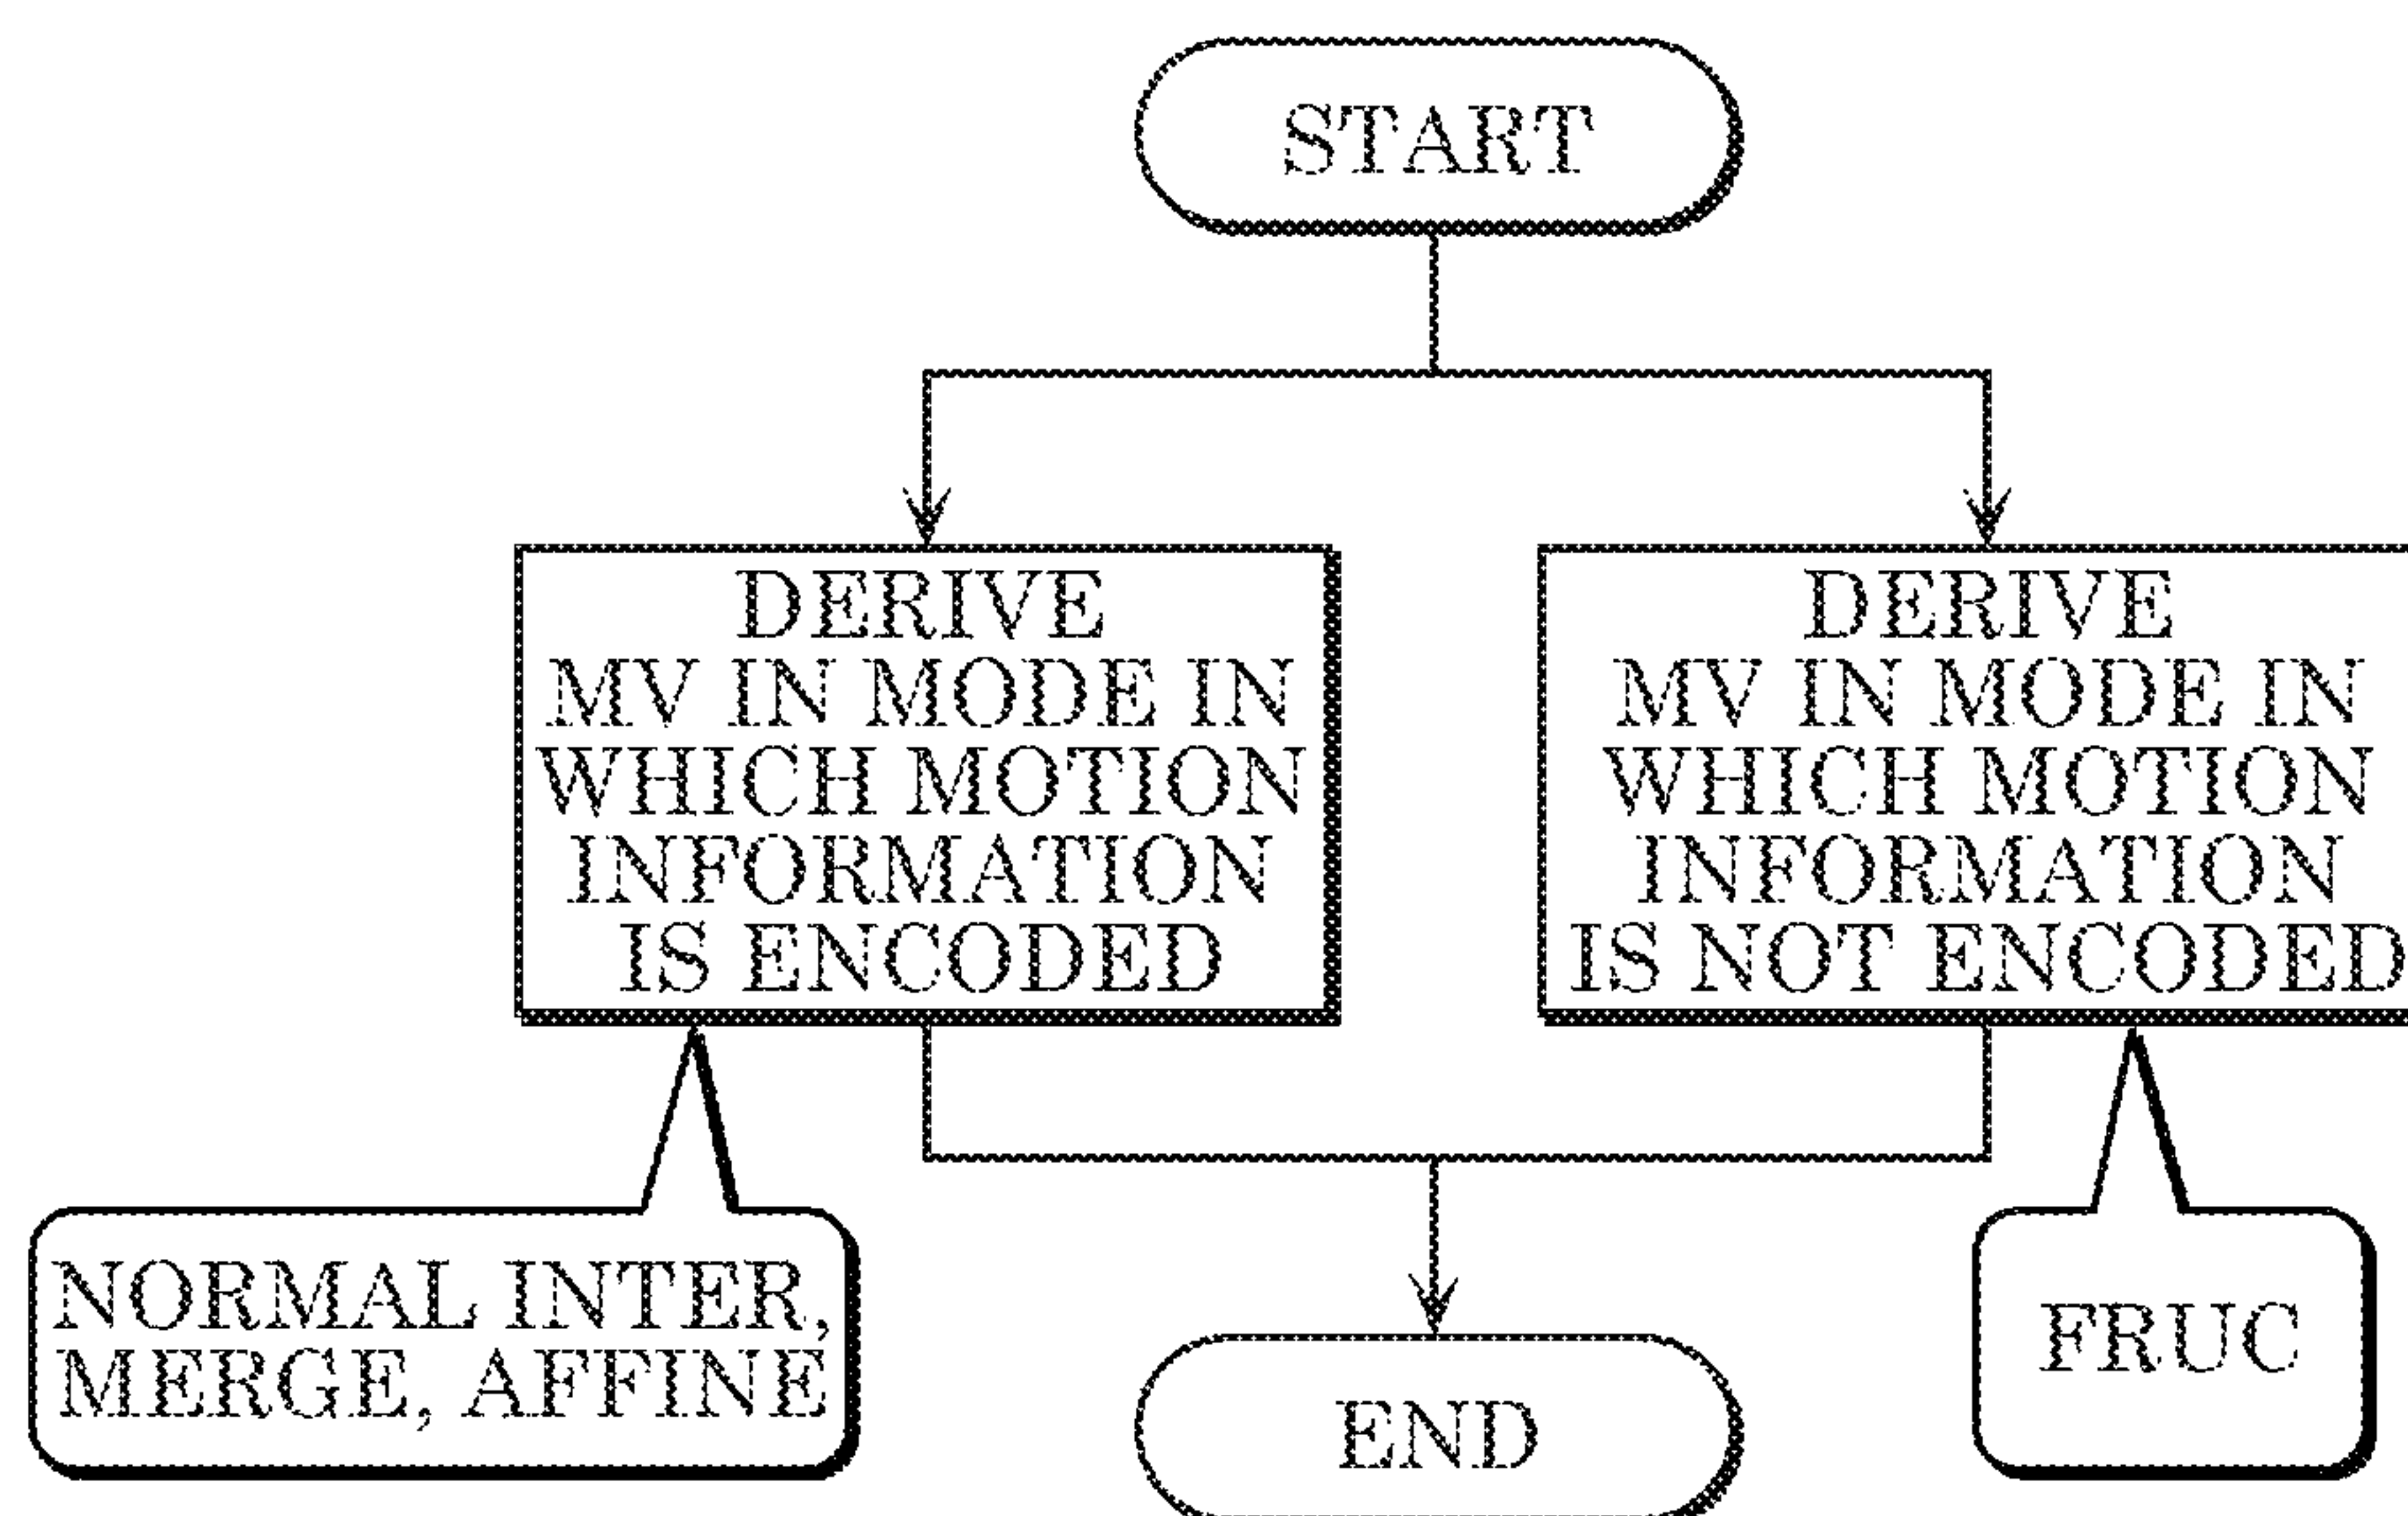 START
DERIVE
MV IN MODE IN
WHICH MOTION
INFORMATION
IS ENCODED
DERIVE
MV IN MODE IN
WHICH MOTION
INFORMATION
IS NOT ENCODED
NORMAL INTER,
MERGE, AFFINE
FRUC
END